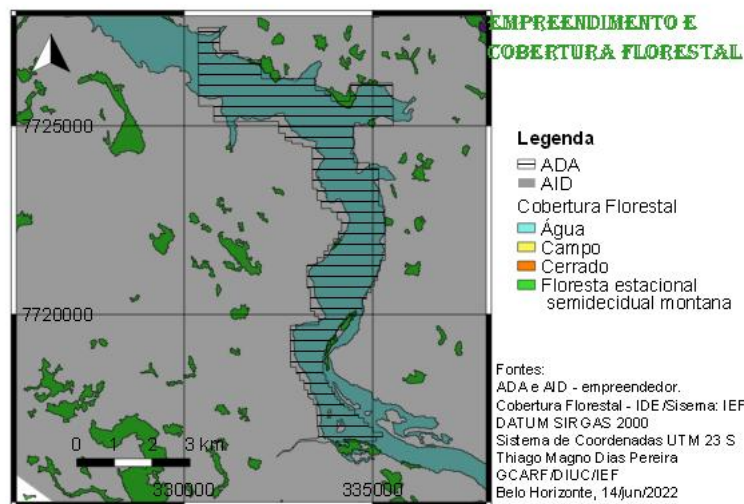 EMPREENDIMENTO E
COBERTURA FLORESTAL
7725000
7720000
330000
335000
0 1 2 3 km
Legenda
ADA
AID
Cobertura Florestal
Água
Campo
Cerrado
Floresta estacional
semidecidual montana
Fontes:
ADA e AID - empreendedor.
Cobertura Florestal - IDE/Sisema: IEF
DATUM SIRGAS 2000
Sistema de Coordenadas UTM 23 S
Thiago Magno Dias Pereira
GCARF/DIUC/IEF
Belo Horizonte, 14/jun/2022